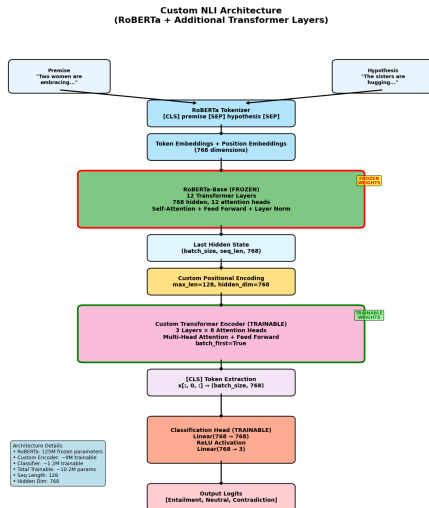 Custom NLI Architecture
(RoBERTa + Additional Transformer Layers)
Premise
"Two women are
embracing..."
Hypothesis
"The sisters are
hugging..."
RoBERTa Tokenizer
[CLS] premise [SEP] hypothesis [SEP]
Token Embeddings + Position Embeddings
(768 dimensions)
FROZEN
WEIGHTS
RoBERTa-Base (FROZEN)
12 Transformer Layers
768 hidden, 12 attention heads
Self-Attention + Feed Forward + Layer Norm
Last Hidden State
(batch_size, seq_len, 768)
Custom Positional Encoding
max_len=128, hidden_dim=768
TRAINABLE
WEIGHTS
Custom Transformer Encoder (TRAINABLE)
3 Layers × 8 Attention Heads
Multi-Head Attention + Feed Forward
batch_first=True
[CLS] Token Extraction
x[:, 0, :] → (batch_size, 768)
Classification Head (TRAINABLE)
Linear(768 → 768)
ReLU Activation
Linear(768 → 3)
Architecture Details:
• RoBERTa: 125M frozen parameters
• Custom Encoder: ~9M trainable
• Classifier: ~1.2M trainable
• Total Trainable: ~10.2M params
• Seq Length: 128
• Hidden Dim: 768
Output Logits
[Entailment, Neutral, Contradiction]